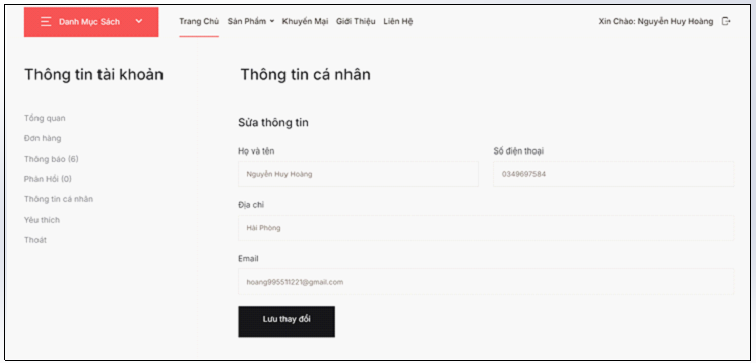 Danh Mục Sách Trang Chủ Sản Phẩm Khuyến Mại Giới Thiệu Liên Hệ Xin Chào: Nguyễn Huy Hoàng
Thông tin tài khoản
Tổng quan
Đơn hàng
Thông báo (6)
Phản Hồi (0)
Thông tin cá nhân
Yêu thích
Thoát
Thông tin cá nhân
Sửa thông tin
Họ và tên
Nguyễn Huy Hoàng
Số điện thoại
0349697584
Địa chỉ
Hải Phòng
Email
hoang995511221@gmail.com
Lưu thay đổi